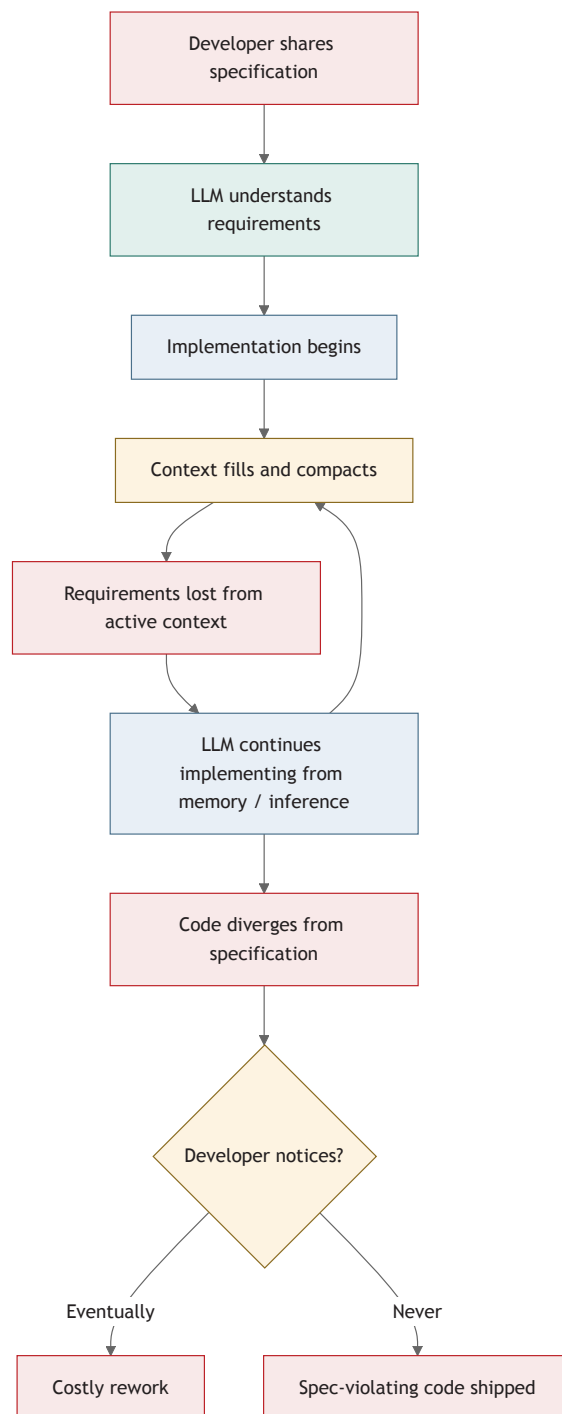 Developer shares
specification
LLM understands
requirements
Implementation begins
Context fills and compacts
Requirements lost from
active context
LLM continues
implementing from
memory / inference
Code diverges from
specification
Developer notices?
Eventually
Never
Costly rework
Spec-violating code shipped